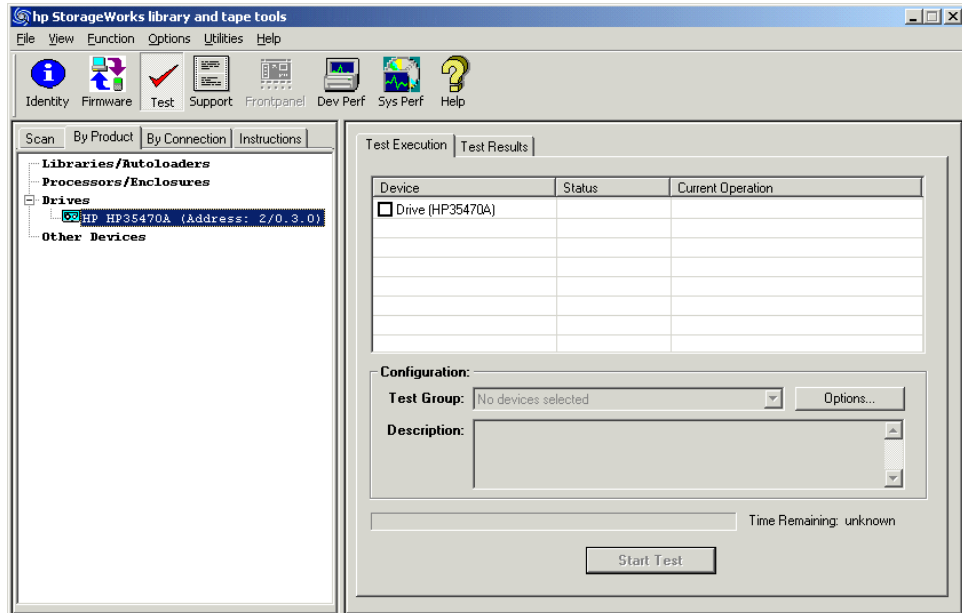 hp StorageWorks library and tape tools
File View Function Options Utilities Help
Identity Firmware Test Support Frontpanel Dev Perf Sys Perf Help
Scan By Product By Connection Instructions
Libraries/Autoloaders
Processors/Enclosures
Drives
HP HP35470A (Address: 2/0.3.0)
Other Devices
Test Execution Test Results
Device Status Current Operation
Drive (HP35470A)
Configuration:
Test Group: No devices selected Options...
Description:
Time Remaining: unknown
Start Test